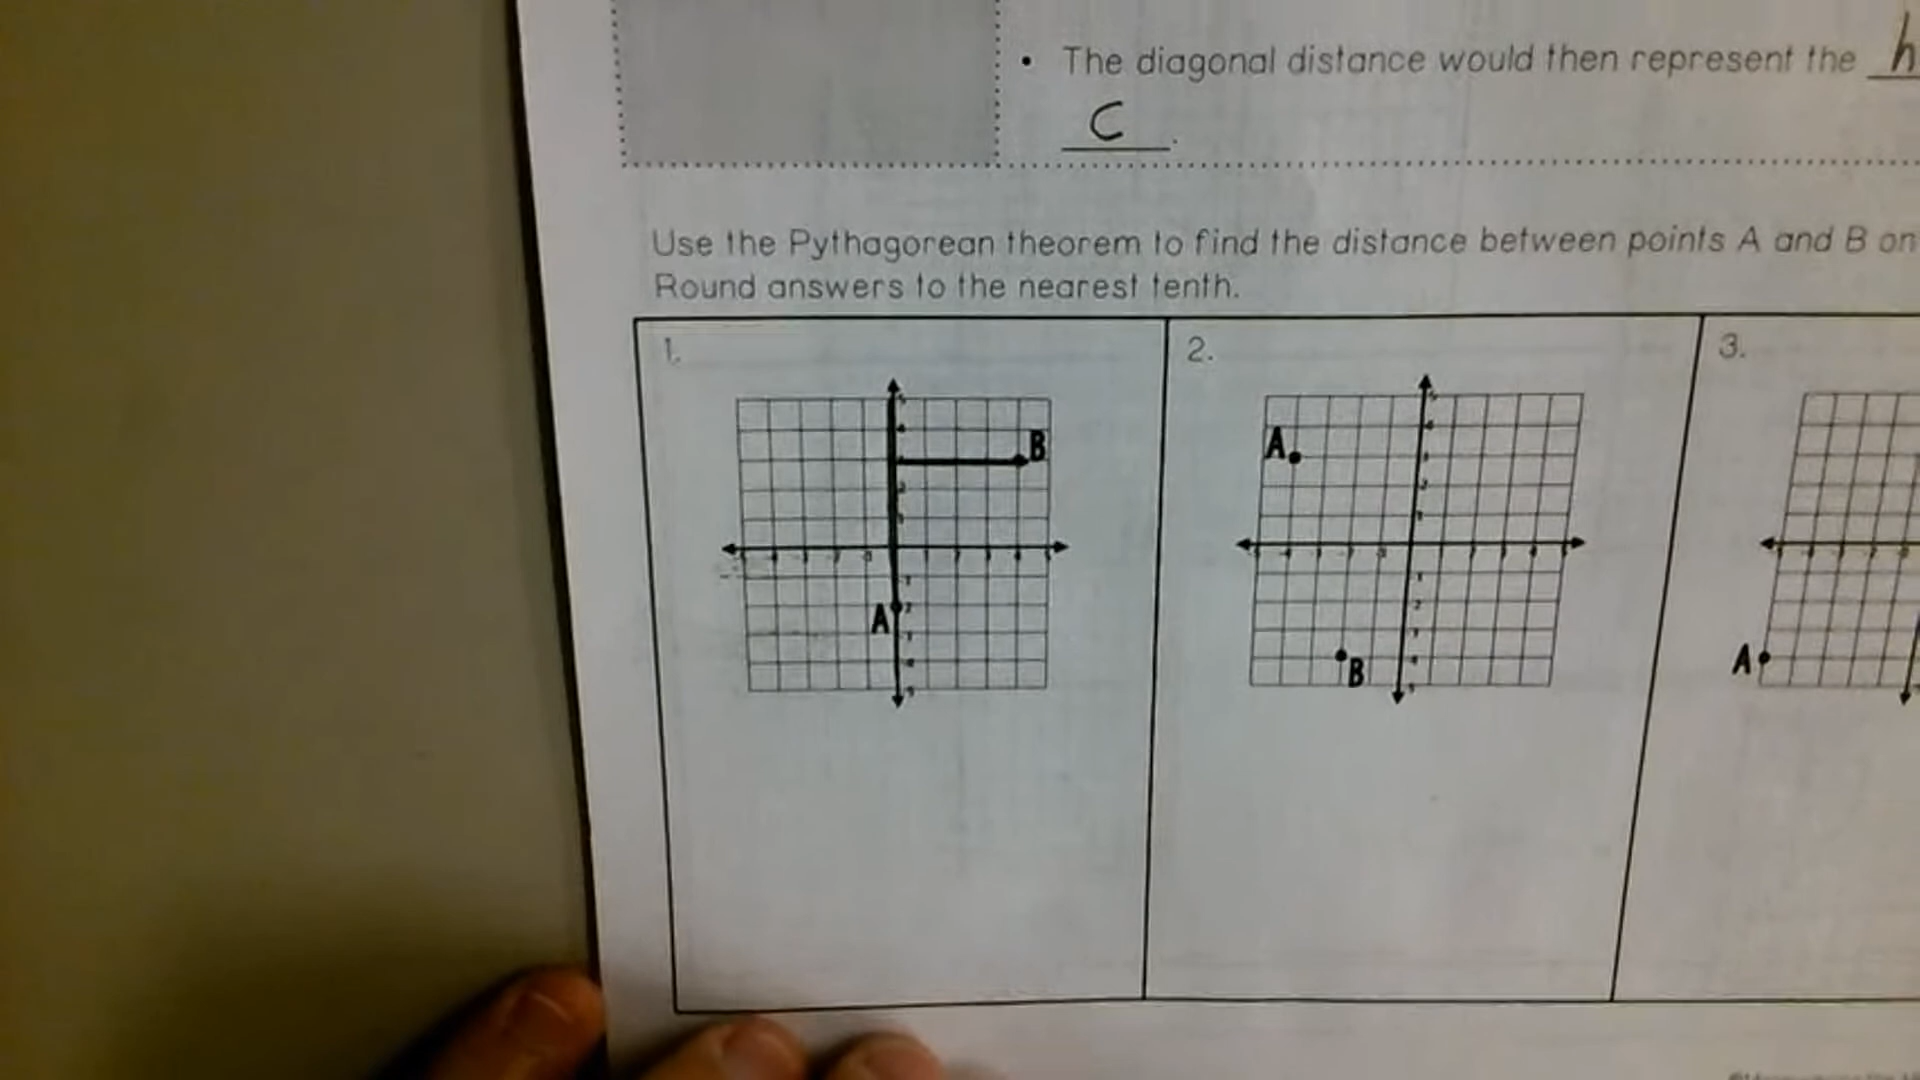 • The diagonal distance would then represent the h
C.
Use the Pythagorean theorem to find the distance between points A and B on
Round answers to the nearest tenth.
1. 2. 3.
B A
A A
B